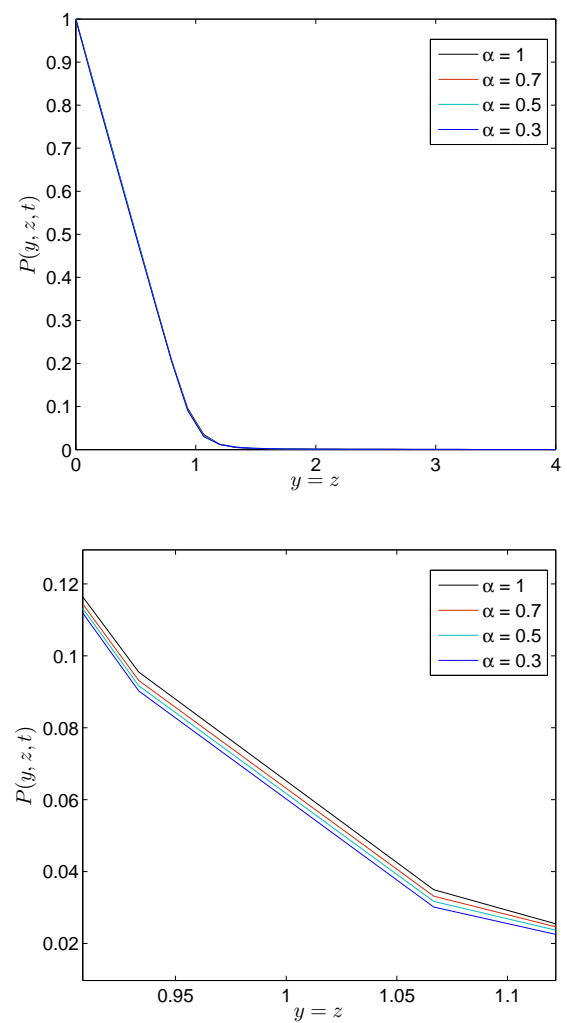 1
0.9
0.8
0.7
0.6
0.5
0.4
0.3
0.2
0.1
0
P(y, z, t)
α = 1
α = 0.7
α = 0.5
α = 0.3
0 1 2 3 4
y = z
0.12
0.1
0.08
0.06
0.04
0.02
P(y, z, t)
α = 1
α = 0.7
α = 0.5
α = 0.3
0.95 1 1.05 1.1
y = z